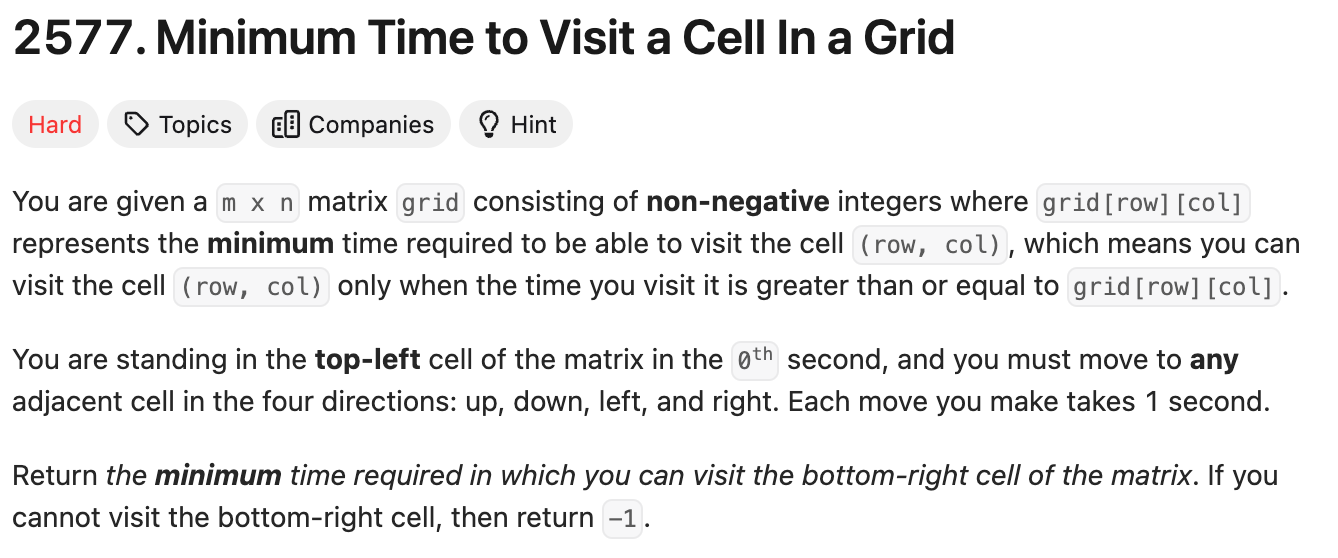 2577. Minimum Time to Visit a Cell In a Grid
Hard Topics Companies Hint
You are given a m x n matrix grid consisting of non-negative integers where grid[row][col]
represents the minimum time required to be able to visit the cell (row, col), which means you can
visit the cell (row, col) only when the time you visit it is greater than or equal to grid[row][col].
You are standing in the top-left cell of the matrix in the 0th second, and you must move to any
adjacent cell in the four directions: up, down, left, and right. Each move you make takes 1 second.
Return the minimum time required in which you can visit the bottom-right cell of the matrix. If you
cannot visit the bottom-right cell, then return -1.